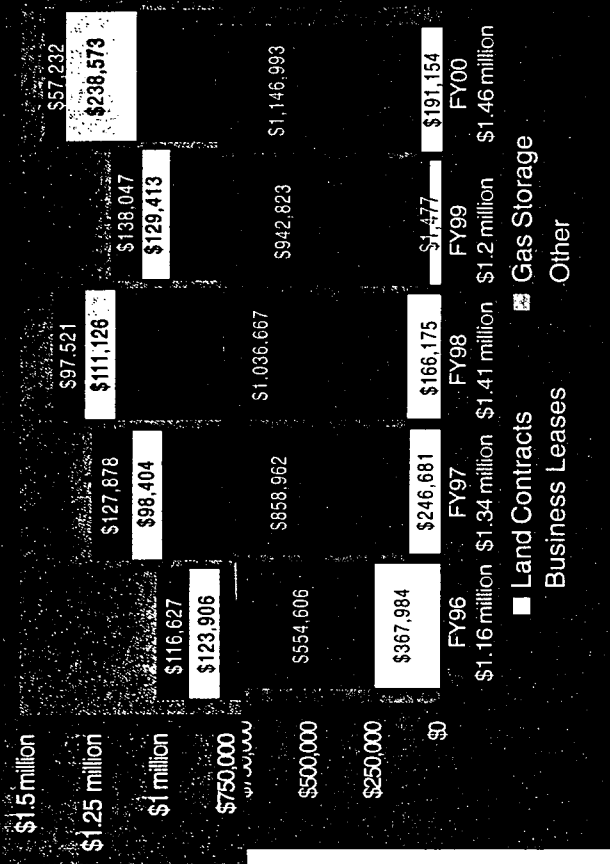 $1.5 million
$1.25 million
$1 million
$750,000
$500,000
$250,000
$0
$116,627
$123,906
$554,606
$367,984
FY96
$1.16 million
$127,878
$98,404
$858,962
$246,681
FY97
$1.34 million
$97,521
$111,126
$1,036,667
$166,175
FY98
$1.41 million
$138,047
$129,413
$942,823
$1,477
FY99
$1.2 million
$57,232
$238,573
$1,146,993
$191,154
FY00
$1.46 million
Land Contracts
Gas Storage
Business Leases
Other